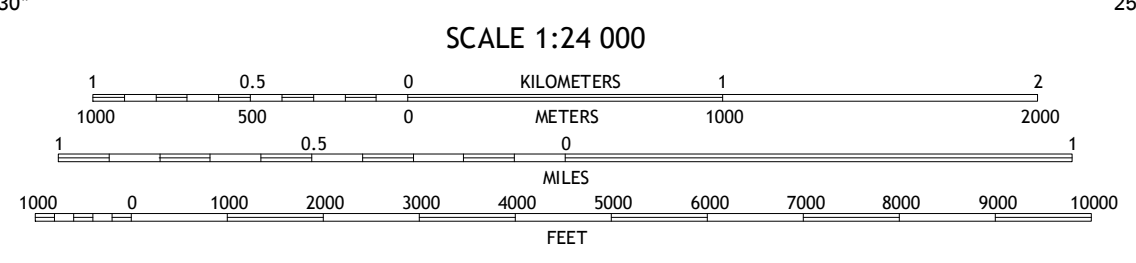 30" 25
SCALE 1:24 000
1 0.5 0 KILOMETERS 1 2
1000 500 0 METERS 1000 2000
1 0.5 0 1
MILES
1000 0 1000 2000 3000 4000 5000 6000 7000 8000 9000 10000
FEET